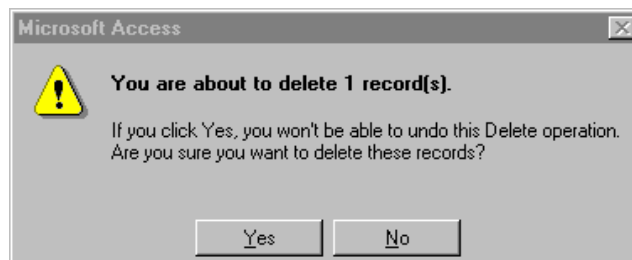 Microsoft Access
You are about to delete 1 record(s).
If you click Yes, you won't be able to undo this Delete operation.
Are you sure you want to delete these records?
Yes No